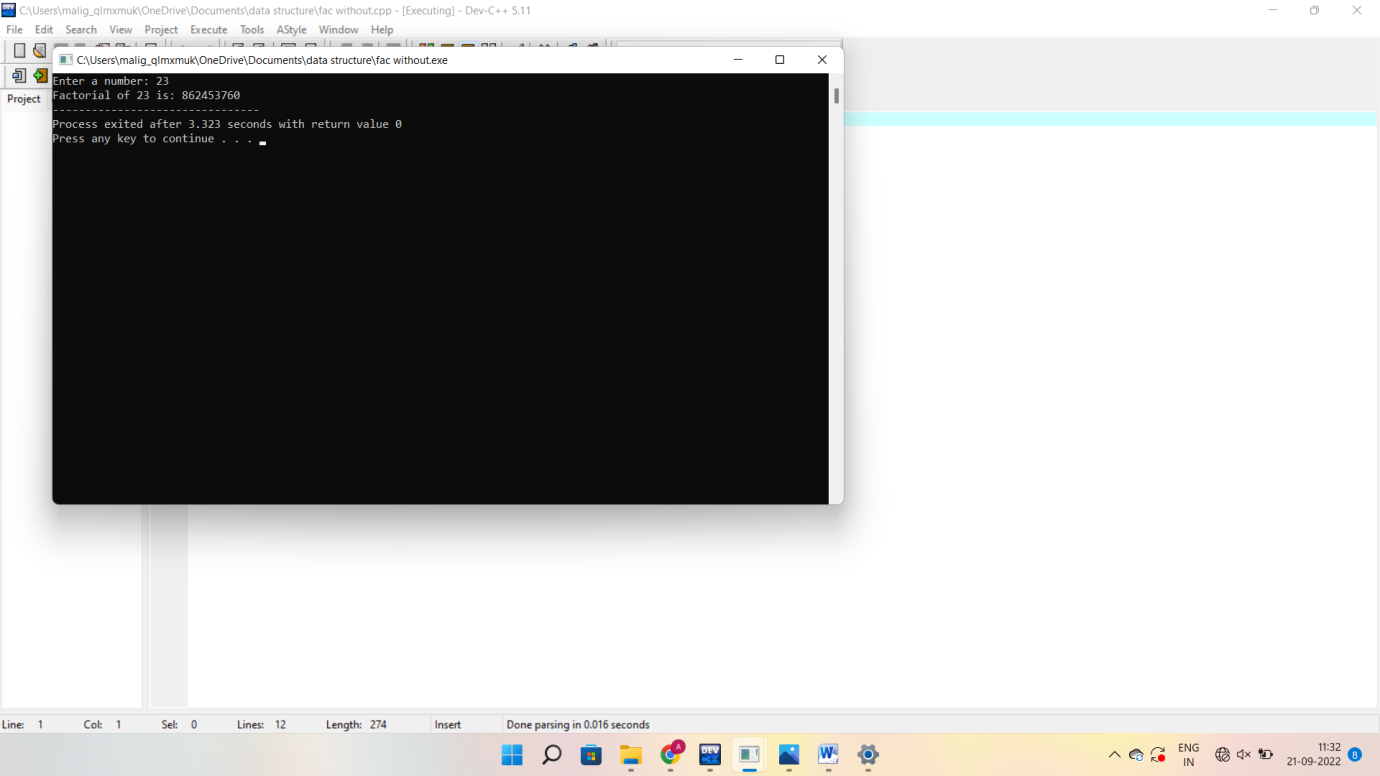 C:\Users\malig_qlmxmuk\OneDrive\Documents\data structure\fac without.cpp - [Executing] - Dev-C++ 5.11
File Edit Search View Project Execute Tools AStyle Window Help
C:\Users\malig_qlmxmuk\OneDrive\Documents\data structure\fac without.exe
Project
Enter a number: 23
Factorial of 23 is: 862453760
--------------------------------
Process exited after 3.323 seconds with return value 0
Press any key to continue . . .
Line: 1 Col: 1 Sel: 0 Lines: 12 Length: 274 Insert Done parsing in 0.016 seconds
A
DEV
W
ENG
IN
11:32
21-09-2022
8